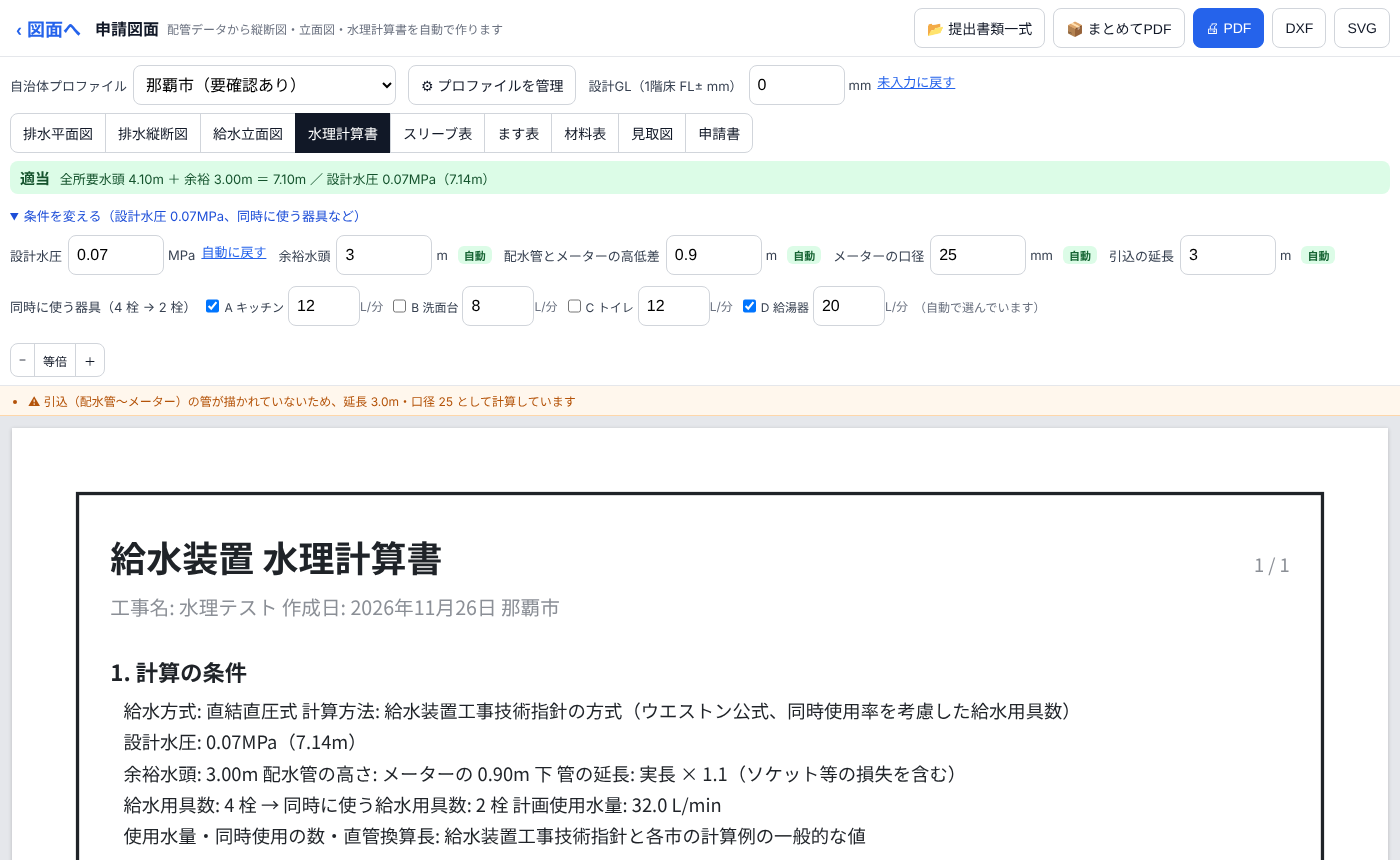 ‹ 図面へ 申請図面 配管データから縦断図・立面図・水理計算書を自動で作ります 📂 提出書類一式 📦 まとめてPDF 🖨 PDF DXF SVG
自治体プロファイル 那覇市（要確認あり） ⚙ プロファイルを管理 設計GL（1階床 FL± mm） 0 mm 未入力に戻す
排水平面図 排水縦断図 給水立面図 水理計算書 スリーブ表 ます表 材料表 見取図 申請書
適当 全所要水頭 4.10m ＋ 余裕 3.00m ＝ 7.10m ／ 設計水圧 0.07MPa（7.14m）
▼ 条件を変える（設計水圧 0.07MPa、同時に使う器具など）
設計水圧 0.07 MPa 自動に戻す 余裕水頭 3 m 自動 配水管とメーターの高低差 0.9 m 自動 メーターの口径 25 mm 自動 引込の延長 3 m 自動
同時に使う器具（4 栓 → 2 栓） A キッチン 12 L/分 B 洗面台 8 L/分 C トイレ 12 L/分 D 給湯器 20 L/分 （自動で選んでいます）
− 等倍 ＋
• ⚠ 引込（配水管〜メーター）の管が描かれていないため、延長 3.0m・口径 25 として計算しています
給水装置 水理計算書 1 / 1
工事名: 水理テスト 作成日: 2026年11月26日 那覇市
1. 計算の条件
給水方式: 直結直圧式 計算方法: 給水装置工事技術指針の方式（ウエストン公式、同時使用率を考慮した給水用具数）
設計水圧: 0.07MPa（7.14m）
余裕水頭: 3.00m 配水管の高さ: メーターの 0.90m 下 管の延長: 実長 × 1.1（ソケット等の損失を含む）
給水用具数: 4 栓 → 同時に使う給水用具数: 2 栓 計画使用水量: 32.0 L/min
使用水量・同時使用の数・直管換算長: 給水装置工事技術指針と各市の計算例の一般的な値